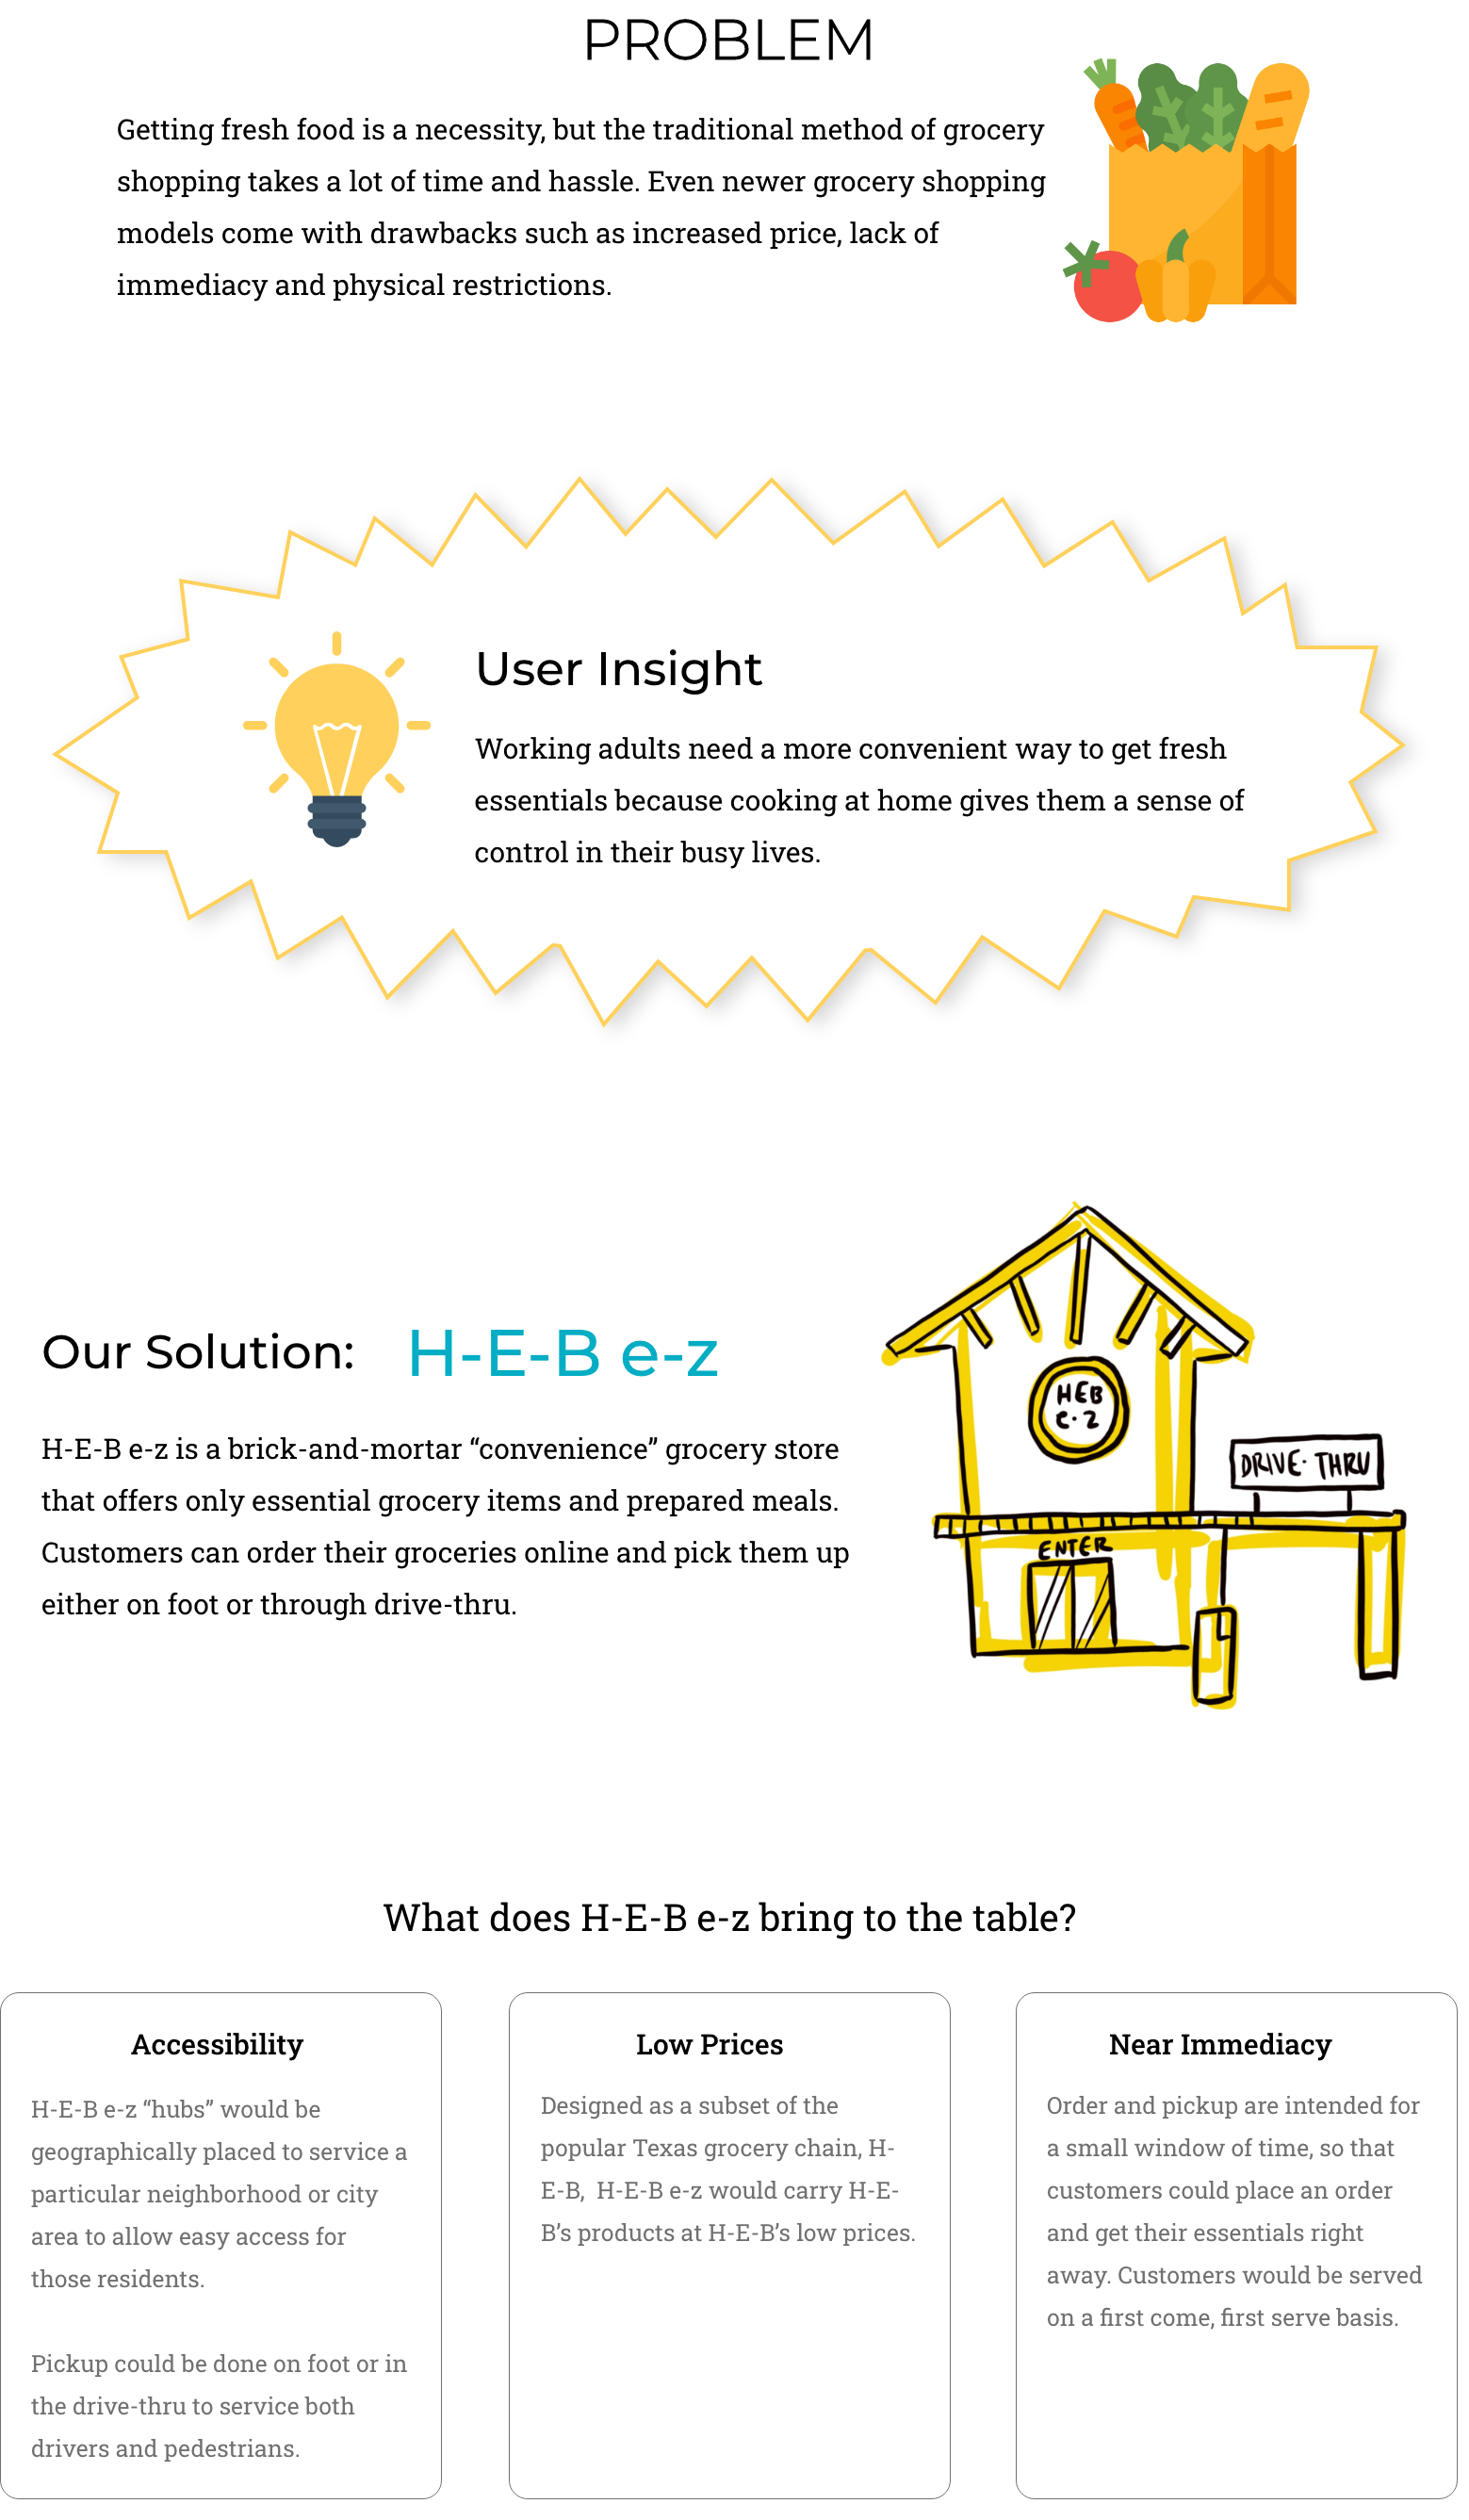 PROBLEM
Getting fresh food is a necessity, but the traditional method of grocery
shopping takes a lot of time and hassle. Even newer grocery shopping
models come with drawbacks such as increased price, lack of
immediacy and physical restrictions.
User Insight
Working adults need a more convenient way to get fresh
essentials because cooking at home gives them a sense of
control in their busy lives.
Our Solution: H-E-B e-z
H-E-B e-z is a brick-and-mortar “convenience” grocery store
that offers only essential grocery items and prepared meals.
Customers can order their groceries online and pick them up
either on foot or through drive-thru.
HEB
e·z
DRIVE·THRU
ENTER
What does H-E-B e-z bring to the table?
Accessibility
H-E-B e-z “hubs” would be
geographically placed to service a
particular neighborhood or city
area to allow easy access for
those residents.
Pickup could be done on foot or in
the drive-thru to service both
drivers and pedestrians.
Low Prices
Designed as a subset of the
popular Texas grocery chain, H-
E-B,  H-E-B e-z would carry H-E-
B’s products at H-E-B’s low prices.
Near Immediacy
Order and pickup are intended for
a small window of time, so that
customers could place an order
and get their essentials right
away. Customers would be served
on a first come, first serve basis.